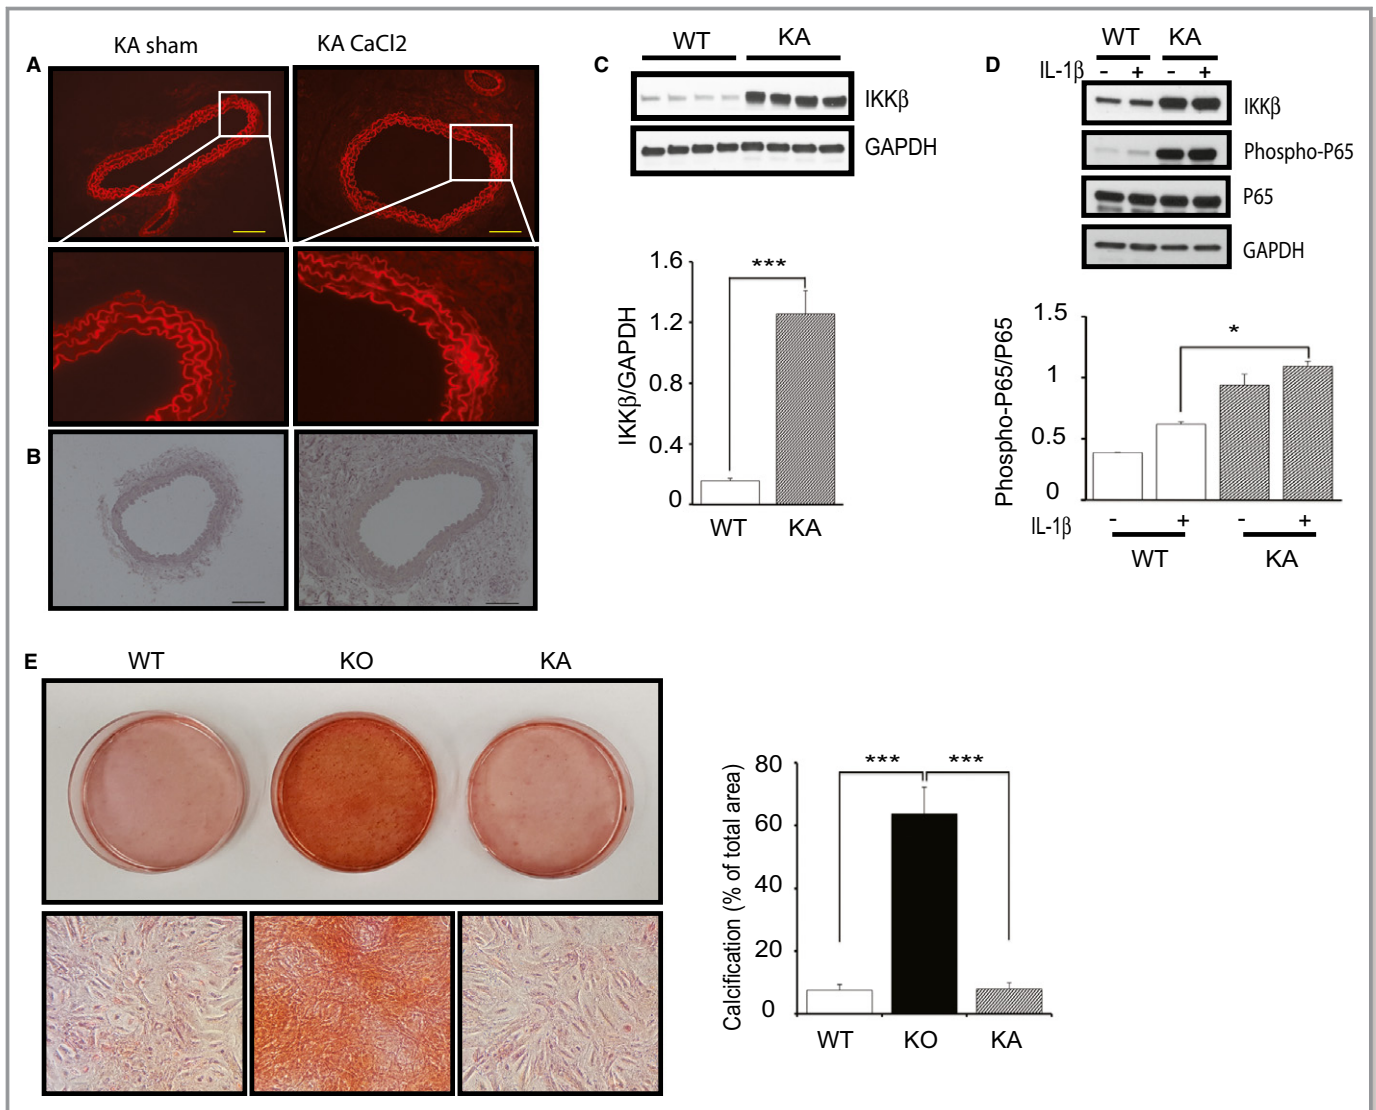 KA sham
KA CaCl2
A
B
C
WT
KA
IKKβ
GAPDH
1.6
1.2
0.8
0.4
0
IKKβ/GAPDH
***
WT
KA
D
WT
KA
IL-1β
- + - +
IKKβ
Phospho-P65
P65
GAPDH
1.5
1
0.5
0
Phospho-P65/P65
*
IL-1β
- + - +
WT
KA
E
WT
KO
KA
80
60
40
20
0
Calcification (% of total area)
***
***
WT
KO
KA